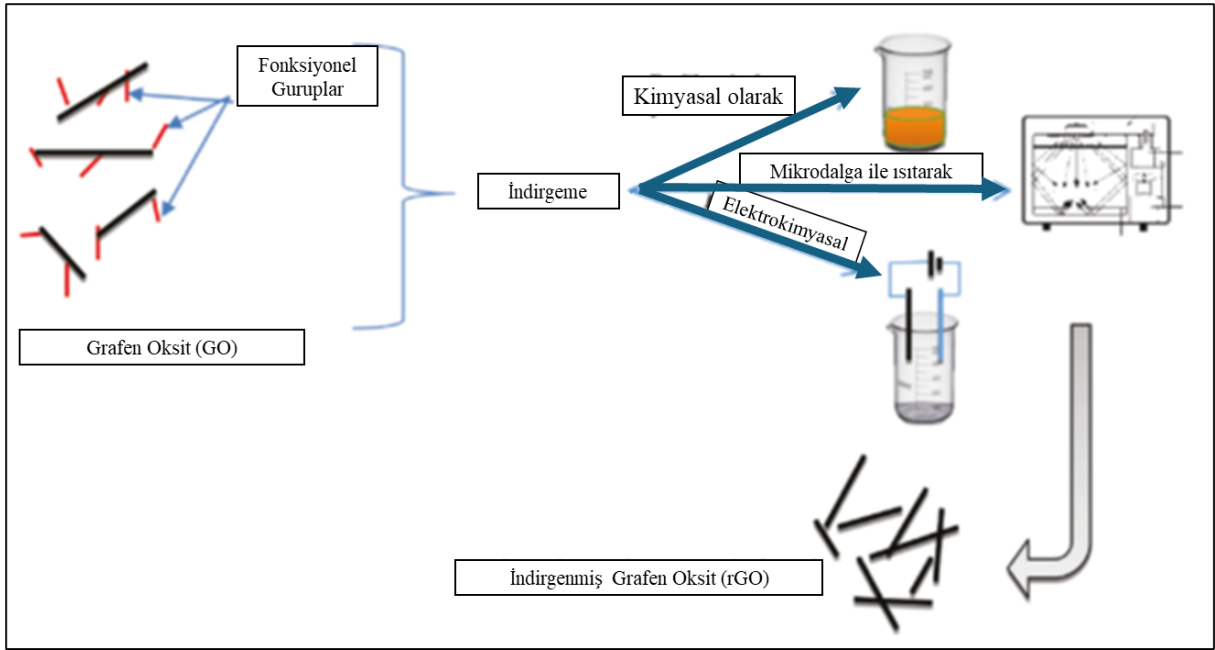 Fonksiyonel
Guruplar
Kimyasal olarak
Mikrodalga ile ısıtarak
İndirgeme
Elektrokimyasal
Grafen Oksit (GO)
İndirgenmiş Grafen Oksit (rGO)